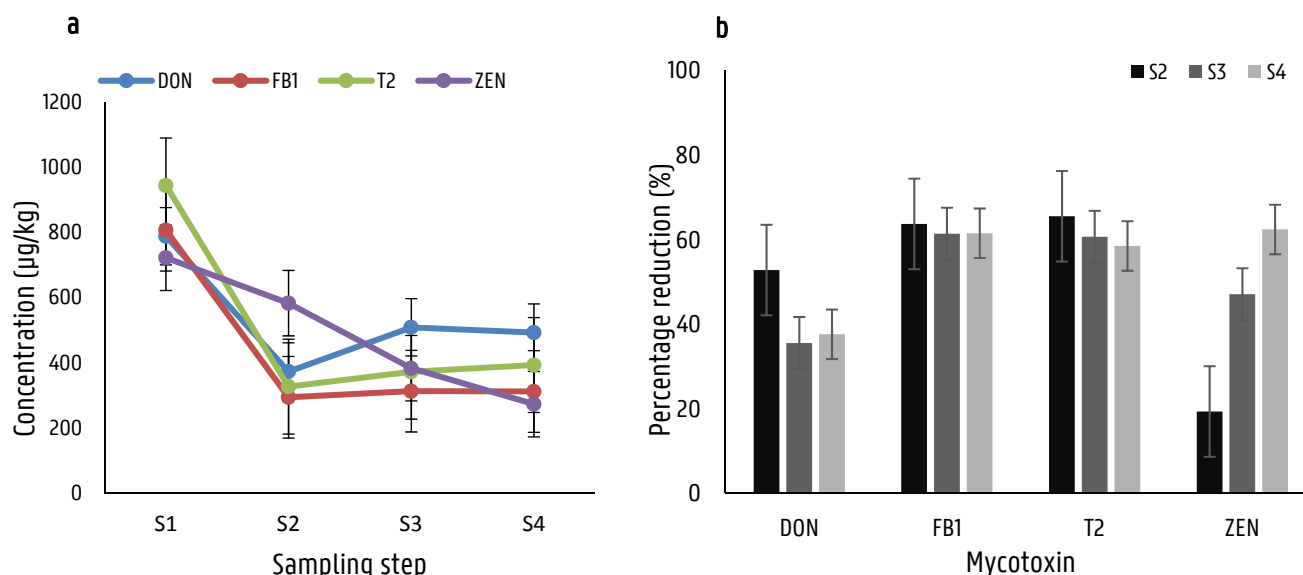 a
DON FB1 T2 ZEN
1200
1000
800
600
400
200
0
Concentration (µg/kg)
S1 S2 S3 S4
Sampling step
b
S2 S3 S4
100
80
60
40
20
0
Percentage reduction (%)
DON FB1 T2 ZEN
Mycotoxin